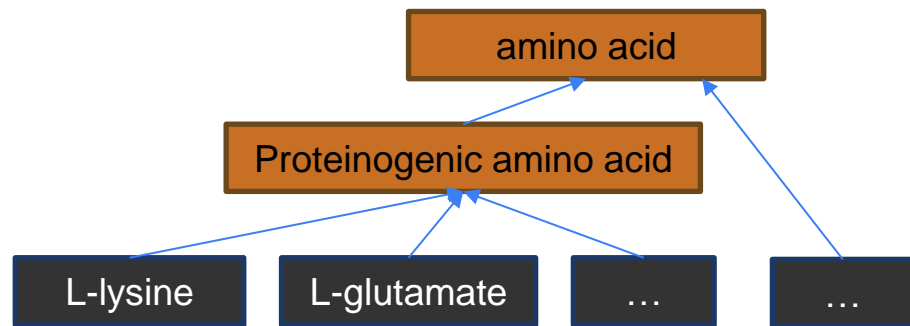 amino acid
Proteinogenic amino acid
L-lysine
L-glutamate
…
…